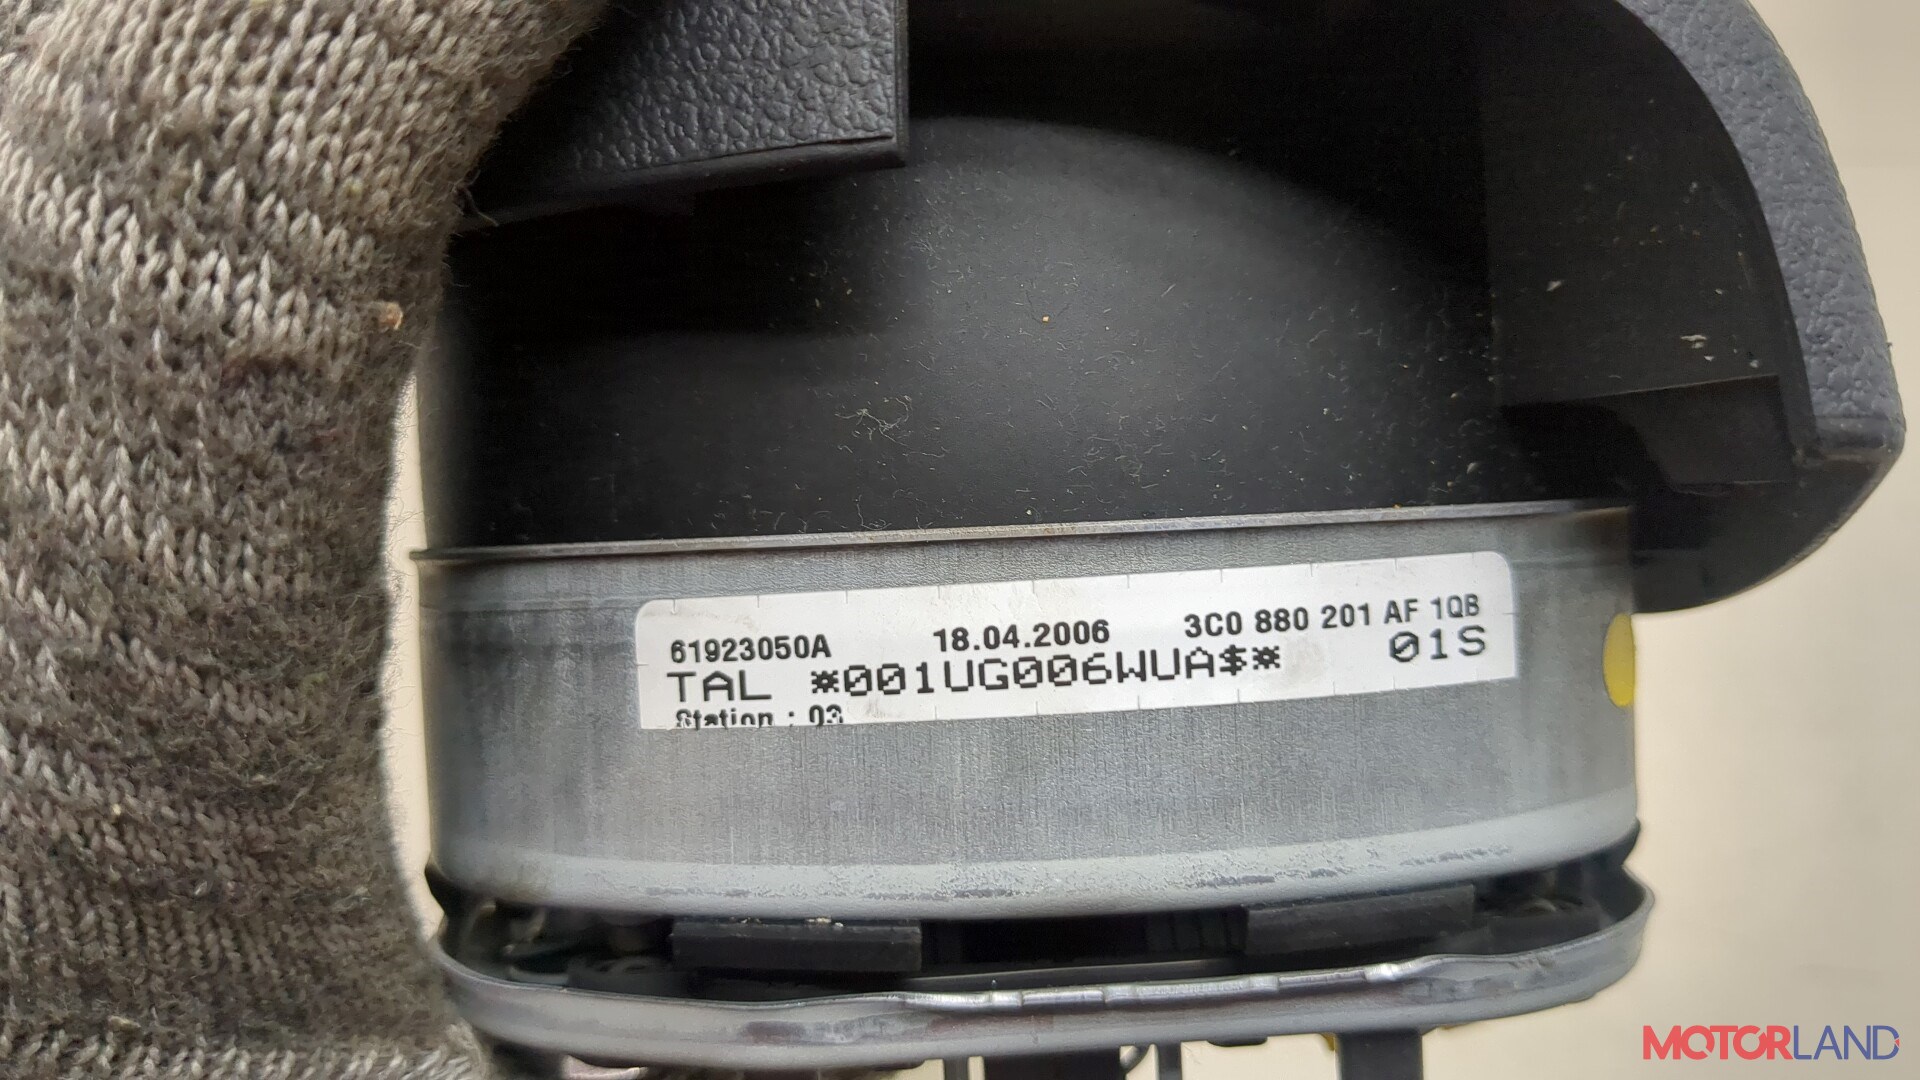 61923050A 18.04.2006 3C0 880 201 AF 1QB
TAL *001UG006WUA$* 01S
Station : 03
MOTORLAND